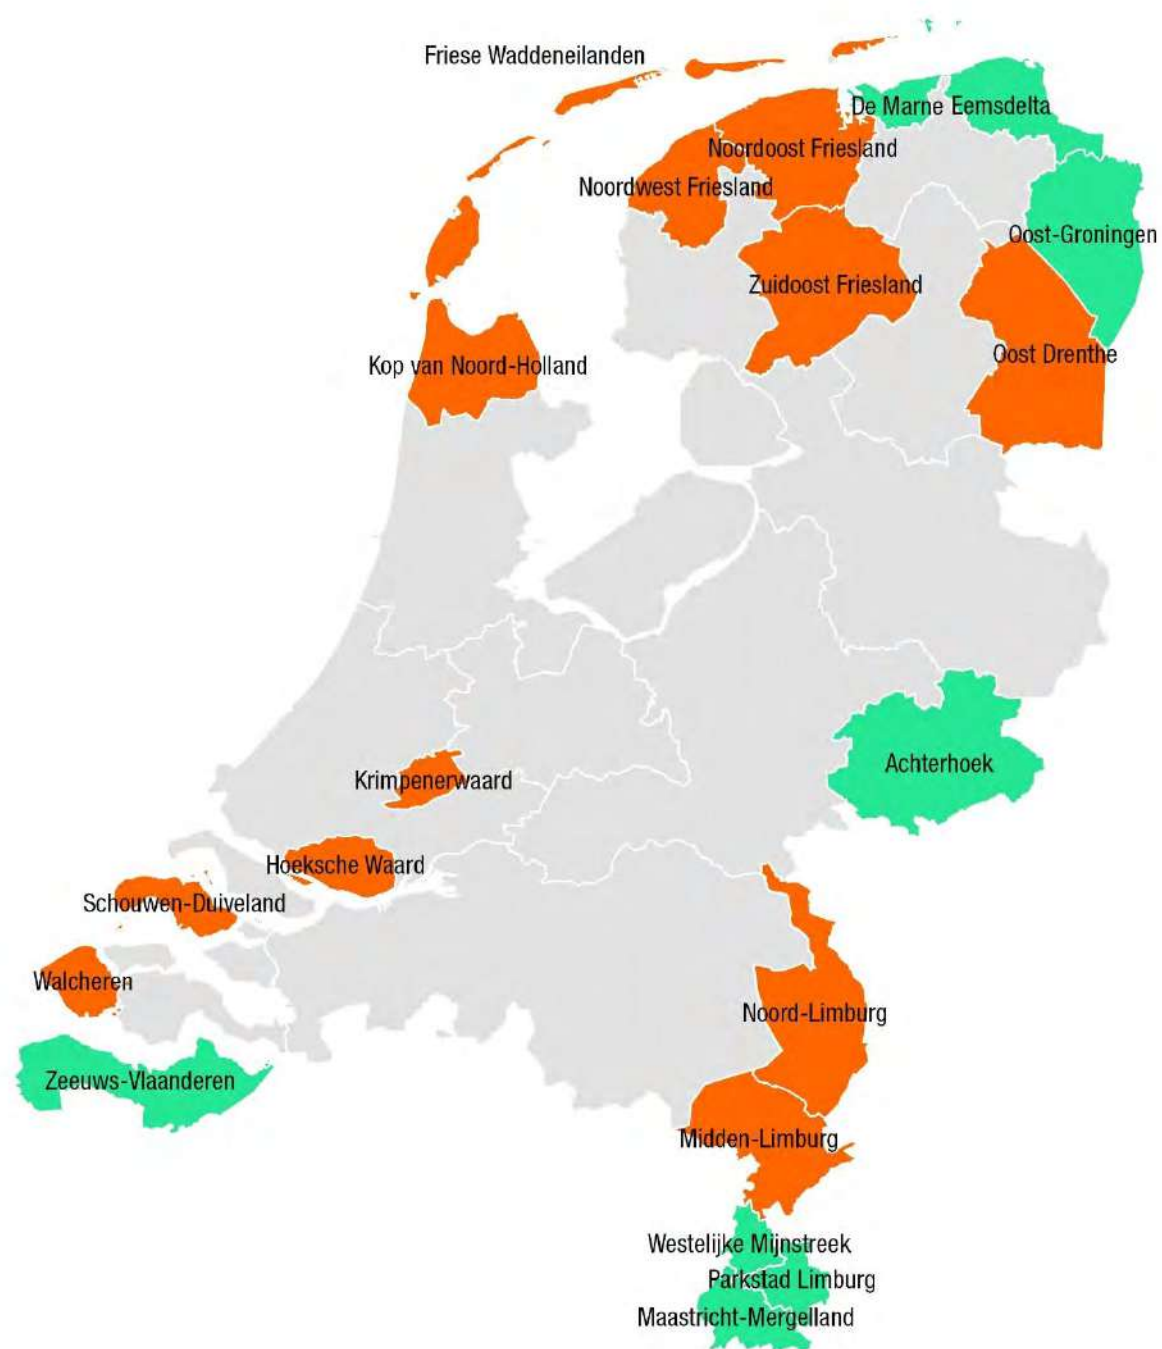 Friese Waddeneilanden
De Marne Eemsdelta
Noordoost Friesland
Noordwest Friesland
Oost-Groningen
Zuidoost Friesland
Oost Drenthe
Kop van Noord-Holland
Achterhoek
Krimpenerwaard
Hoeksche Waard
Schouwen-Duiveland
Walcheren
Noord-Limburg
Zeeuws-Vlaanderen
Midden-Limburg
Westelijke Mijnstreek
Parkstad Limburg
Maastricht-Mergelland